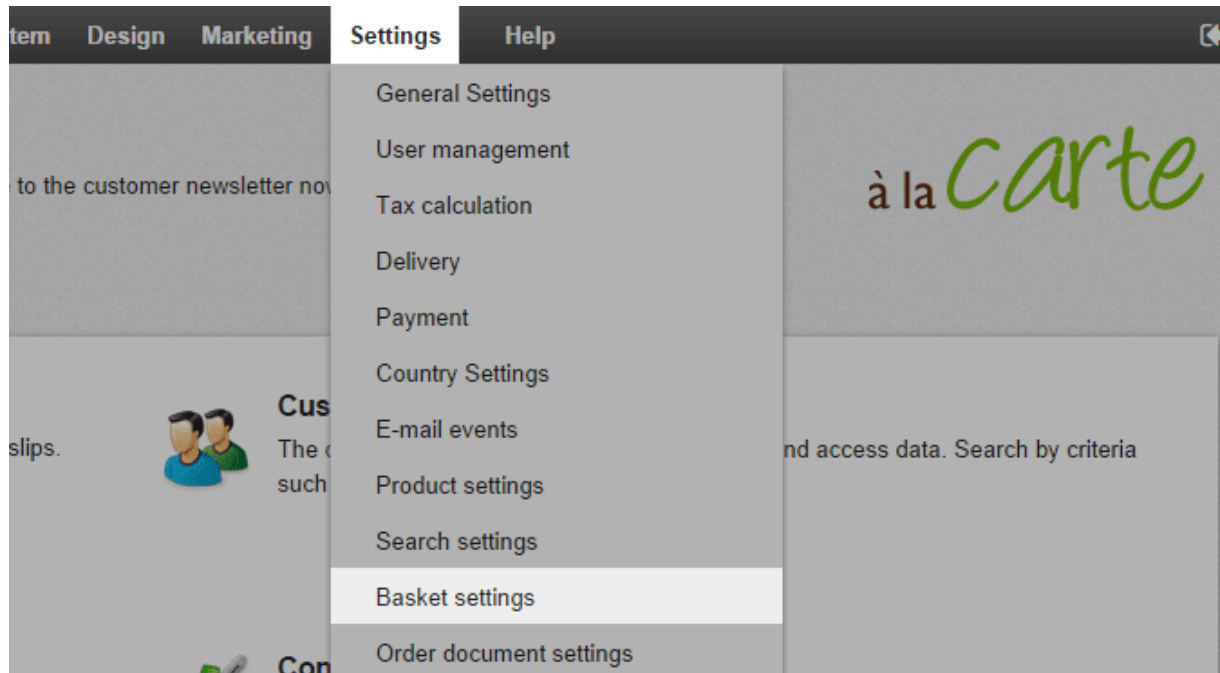 tem Design Marketing Settings Help
General Settings
User management
Tax calculation
Delivery
Payment
Country Settings
E-mail events
Product settings
Search settings
Basket settings
Order document settings
to the customer newsletter nov
à la carte
slips.
Cus
The c
such
nd access data. Search by criteria
Con